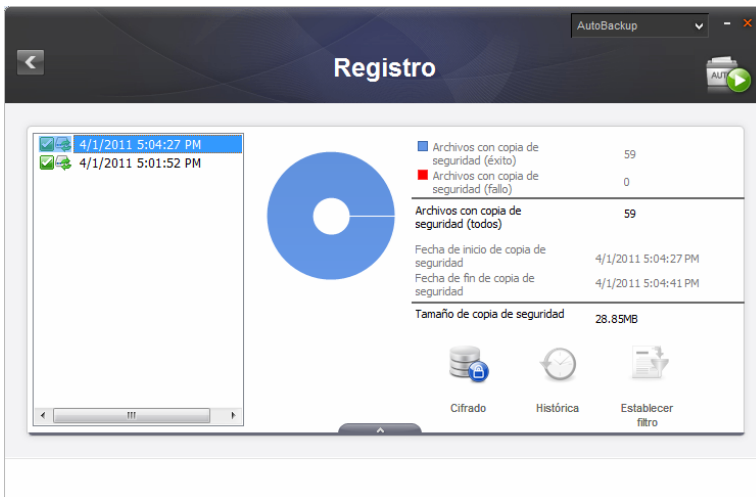 AutoBackup
Registro
AUTO
4/1/2011 5:04:27 PM
4/1/2011 5:01:52 PM
Archivos con copia de
seguridad (éxito)
59
Archivos con copia de
seguridad (fallo)
0
Archivos con copia de
seguridad (todos)
59
Fecha de inicio de copia de
seguridad
4/1/2011 5:04:27 PM
Fecha de fin de copia de
seguridad
4/1/2011 5:04:41 PM
Tamaño de copia de seguridad
28.85MB
Cifrado
Histórica
Establecer
filtro